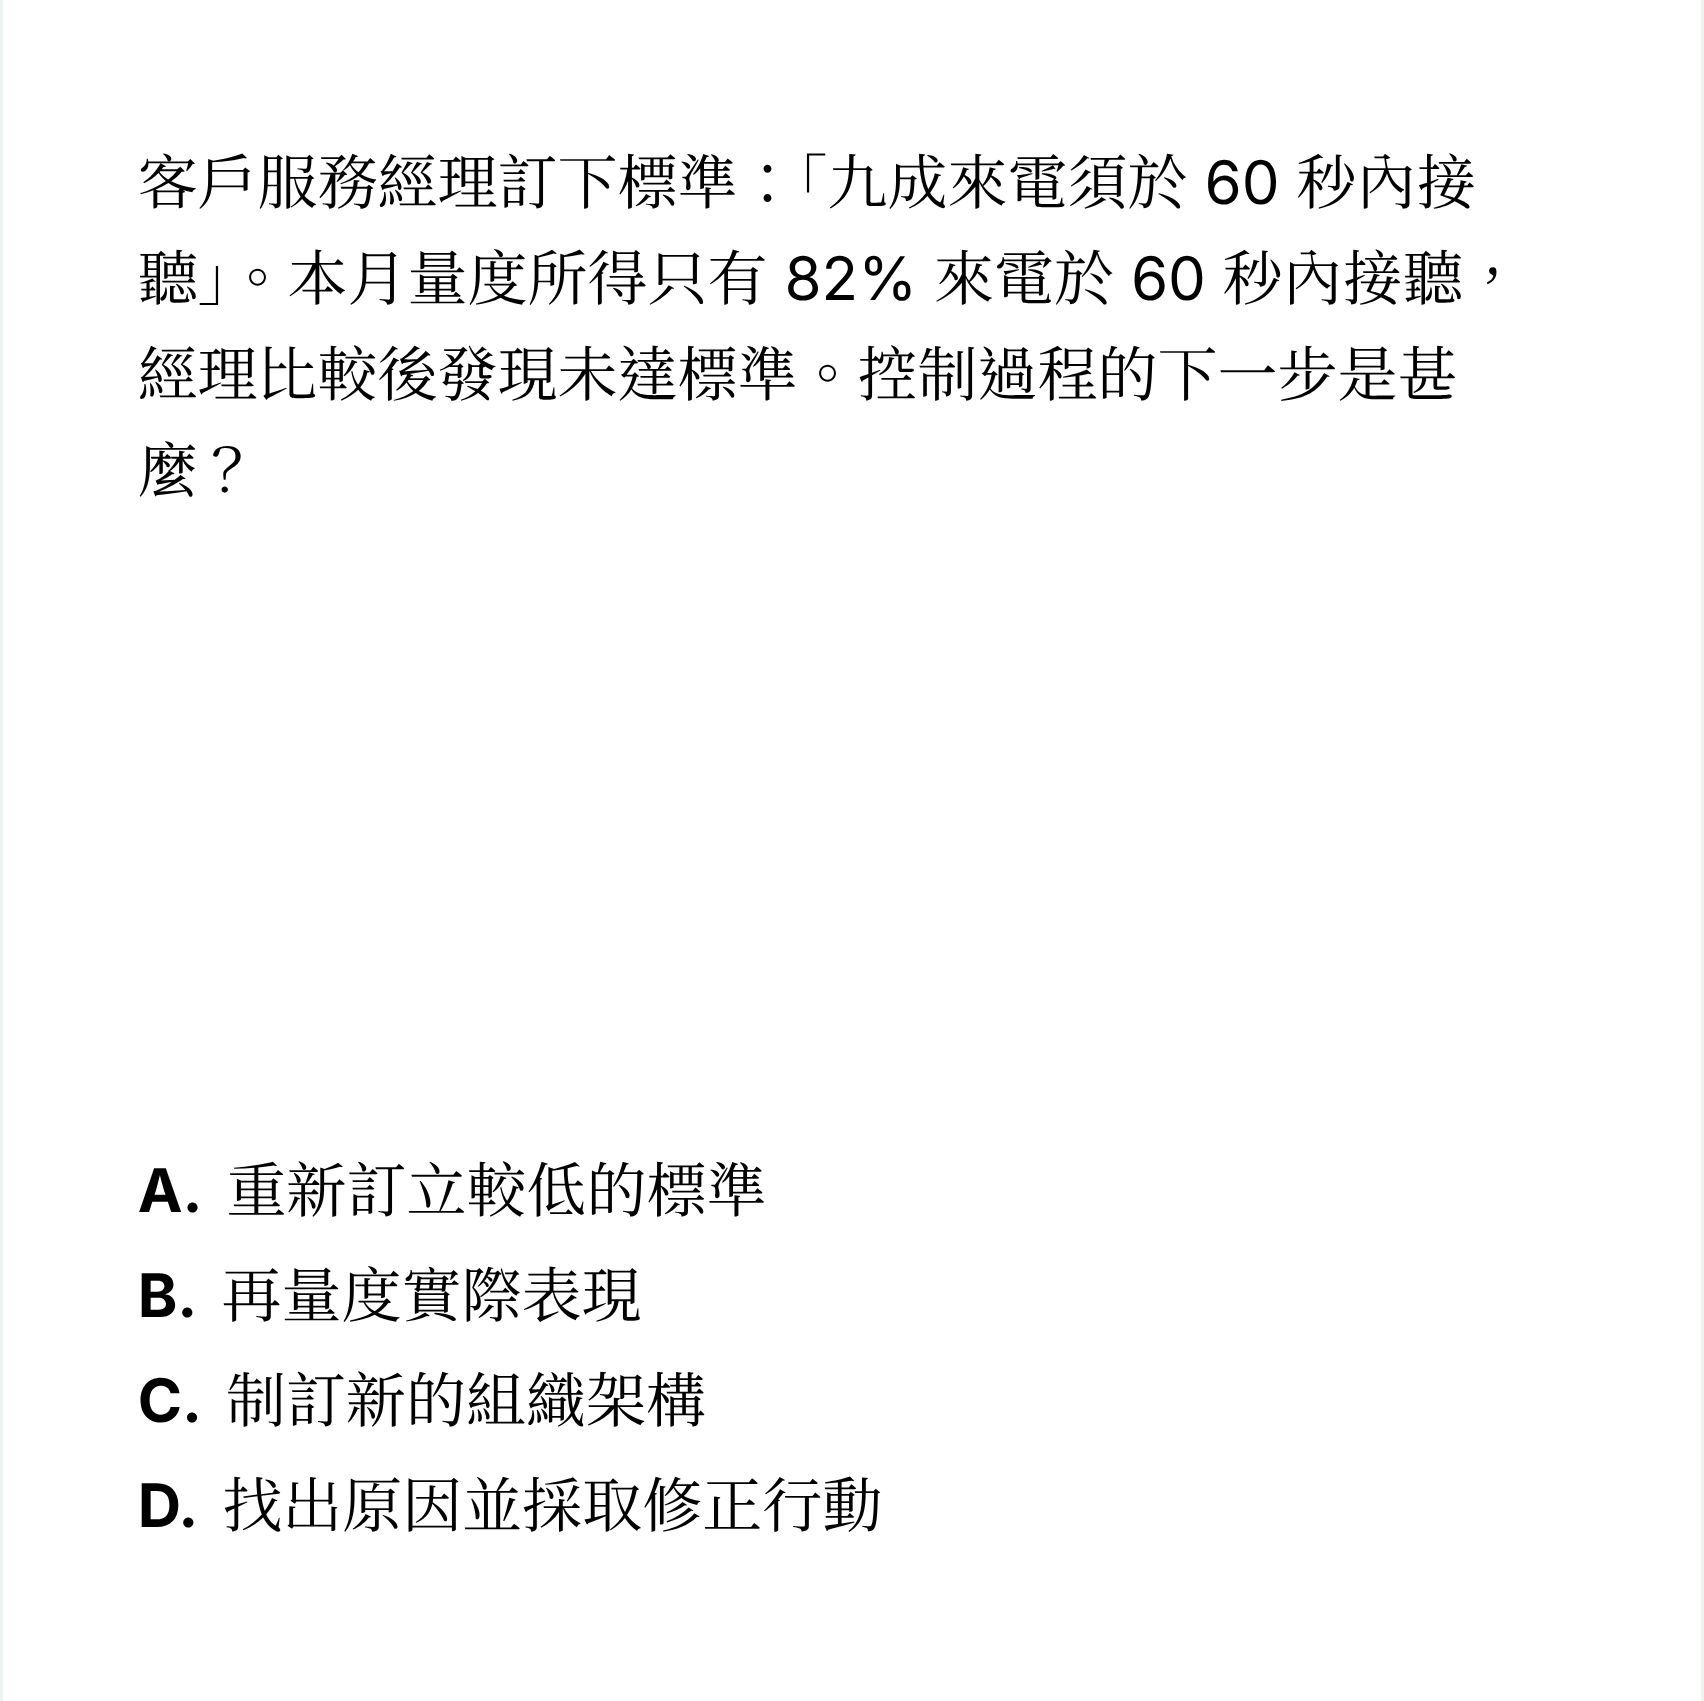 客戶服務經理訂下標準：「九成來電須於 60 秒內接
聽」。本月量度所得只有 82% 來電於 60 秒內接聽，
經理比較後發現未達標準。控制過程的下一步是甚
麼？
A. 重新訂立較低的標準
B. 再量度實際表現
C. 制訂新的組織架構
D. 找出原因並採取修正行動